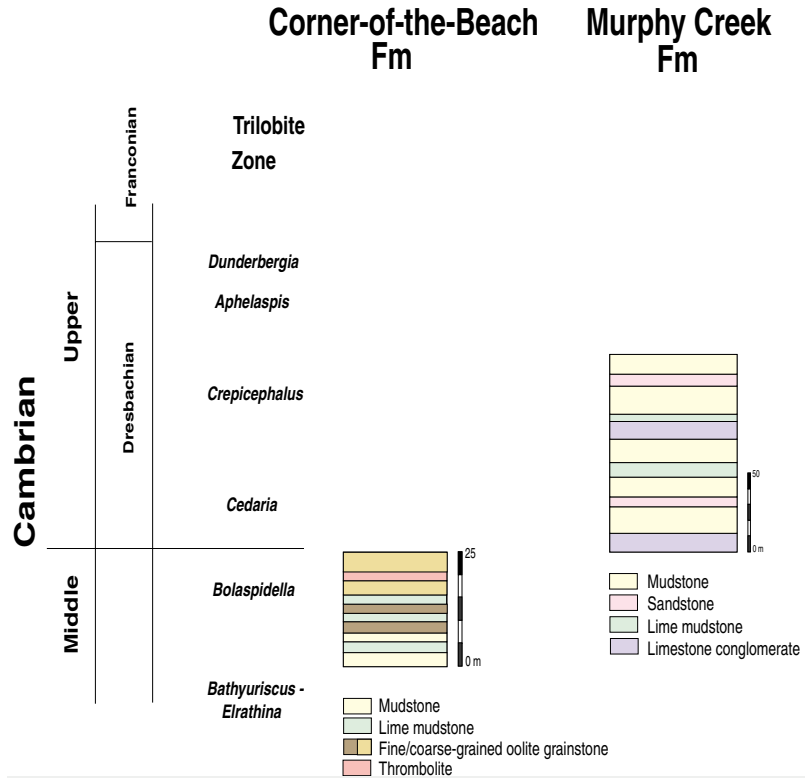 Corner-of-the-Beach
Fm
Murphy Creek
Fm
Trilobite
Zone
Franconian
Cambrian
Upper
Dresbachian
Middle
Dunderbergia
Aphelaspis
Crepicephalus
Cedaria
Bolaspidella
Bathyuriscus -
Elrathina
25
0 m
Mudstone
Lime mudstone
Fine/coarse-grained oolite grainstone
Thrombolite
50
0 m
Mudstone
Sandstone
Lime mudstone
Limestone conglomerate